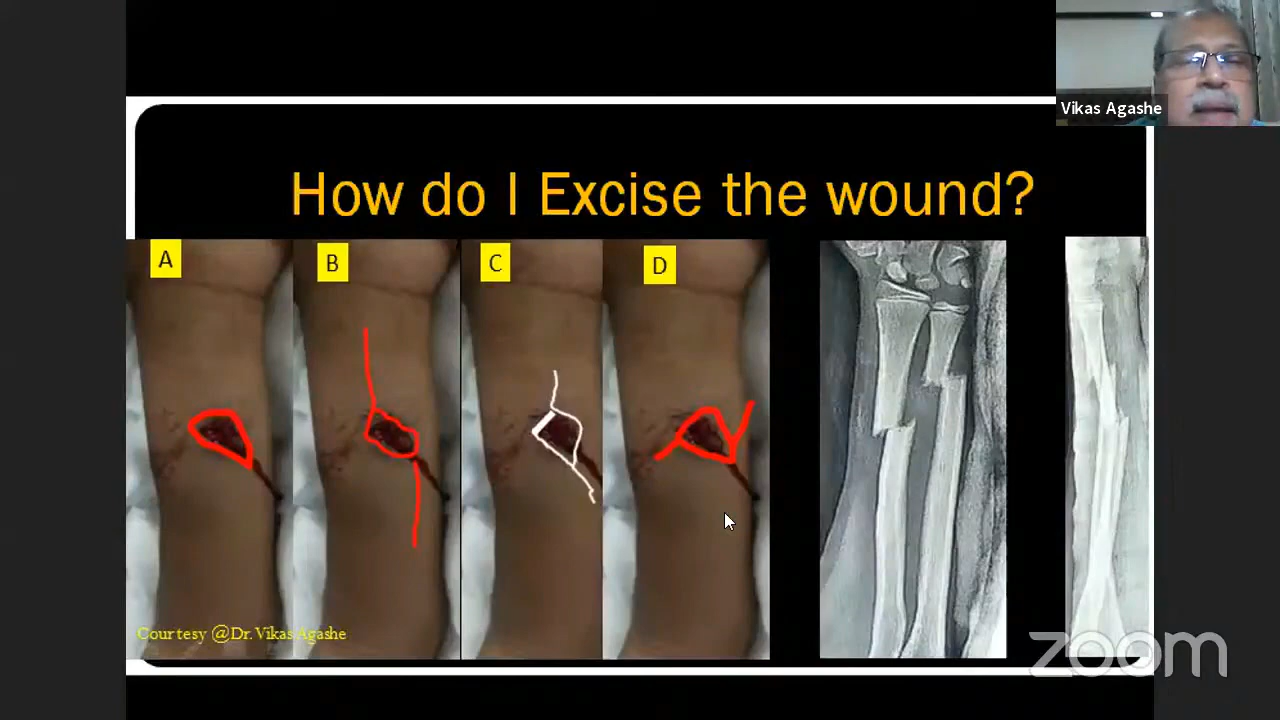 Vikas Agashe
How do I Excise the wound?
A
B
C
D
Courtesy @Dr. Vikas Agashe
zoom